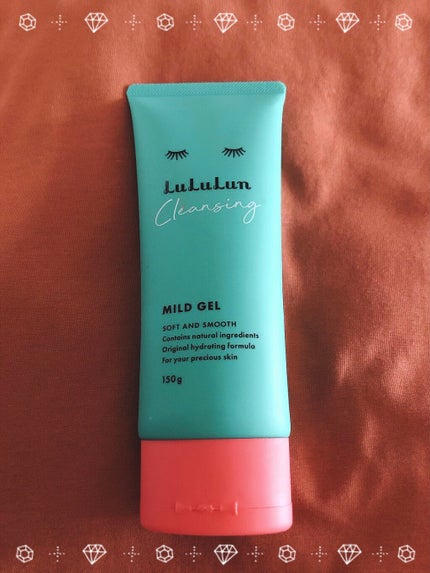 LuLuLun
Cleansing
MILD GEL
SOFT AND SMOOTH
Contains natural ingredients
Original hydrating formula
For your precious skin
150g